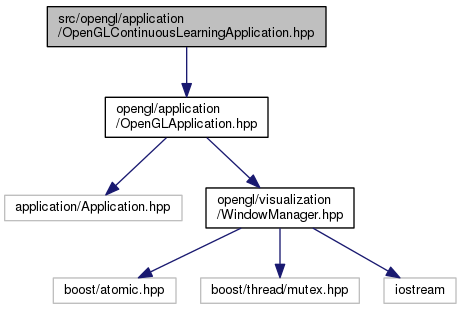 src/opengl/application
/OpenGLContinuousLearningApplication.hpp
opengl/application
/OpenGLApplication.hpp
application/Application.hpp
opengl/visualization
/WindowManager.hpp
boost/atomic.hpp
boost/thread/mutex.hpp
iostream